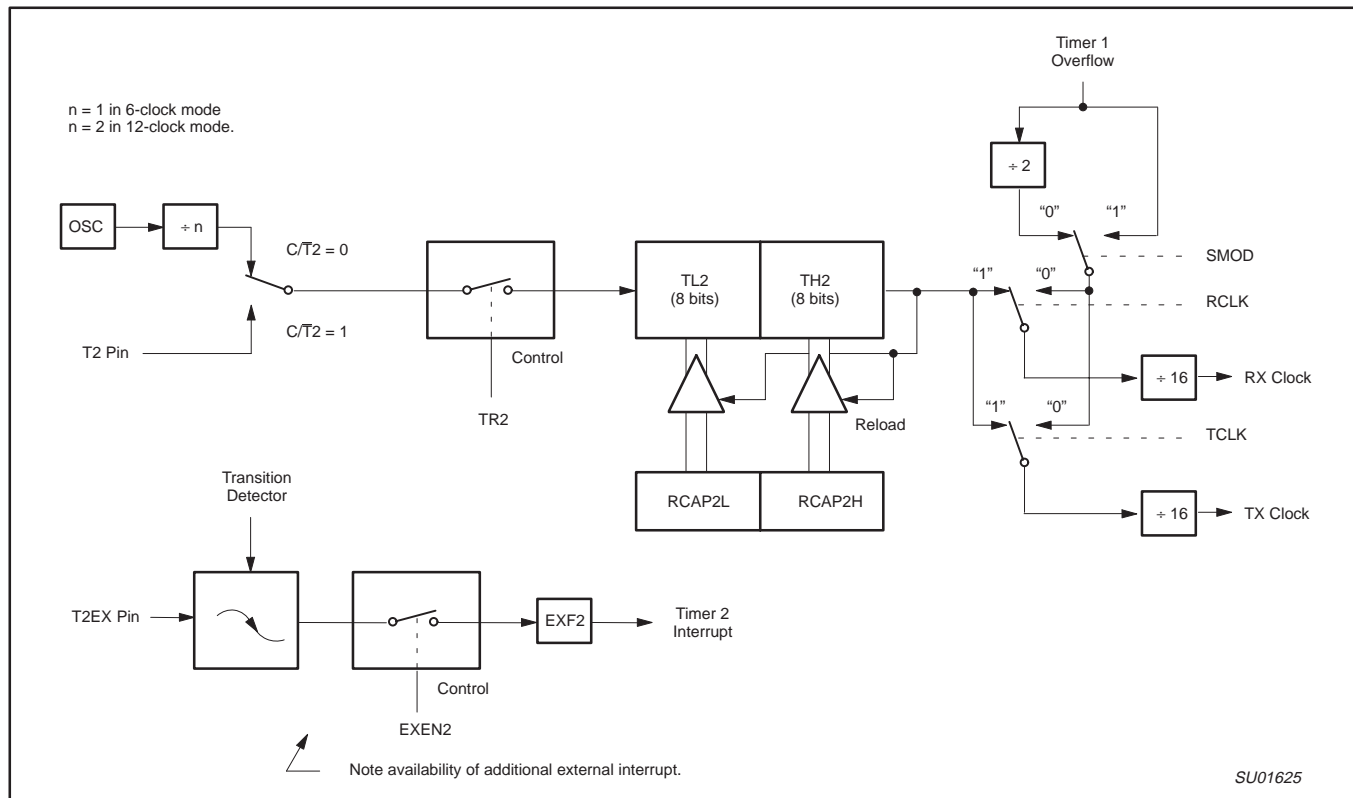 Timer 1
Overflow
n = 1 in 6-clock mode
n = 2 in 12-clock mode.
÷ 2
“0”
“1”
OSC
÷ n
C/T̅2 = 0
TL2
(8 bits)
TH2
(8 bits)
SMOD
“1”
“0”
RCLK
C/T̅2 = 1
T2 Pin
Control
÷ 16
RX Clock
TR2
Reload
“1”
“0”
TCLK
Transition
Detector
RCAP2L
RCAP2H
÷ 16
TX Clock
T2EX Pin
EXF2
Timer 2
Interrupt
Control
EXEN2
Note availability of additional external interrupt.
SU01625